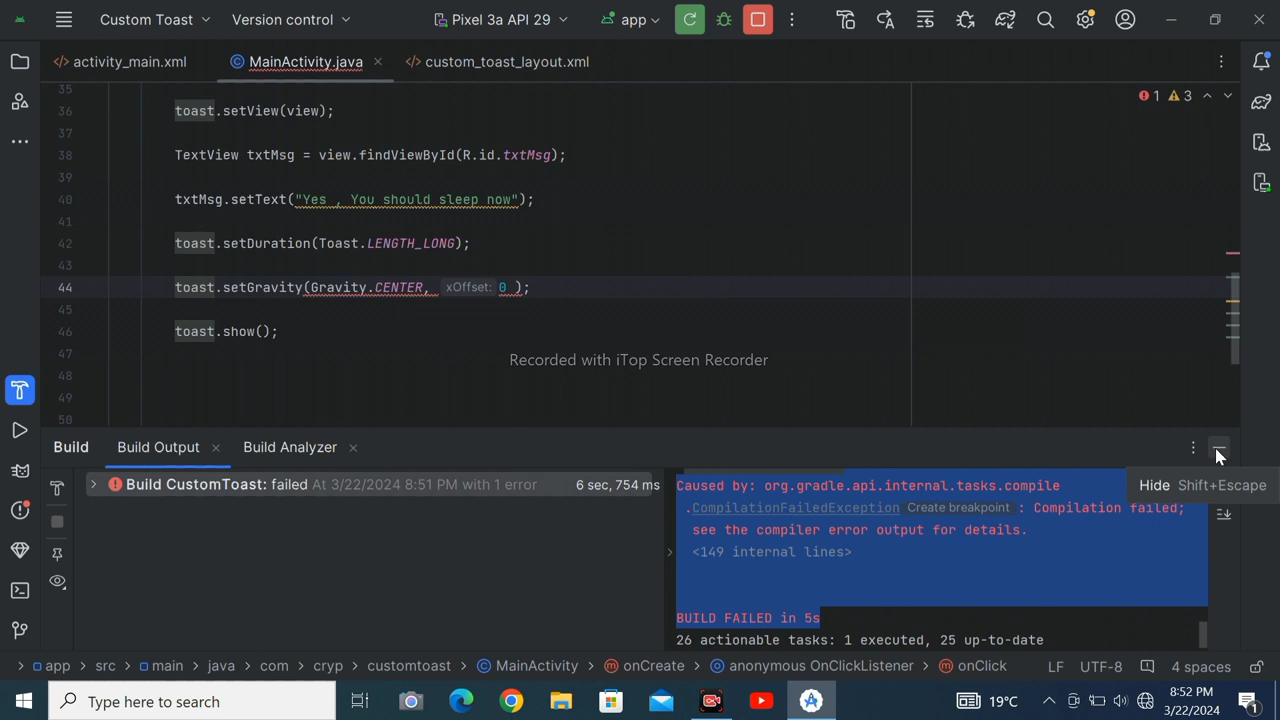 Custom Toast Version control Pixel 3a API 29 app
activity_main.xml MainActivity.java custom_toast_layout.xml
35
1 3
36 toast.setView(view);
37
38 TextView txtMsg = view.findViewById(R.id.txtMsg);
39
40 txtMsg.setText("Yes , You should sleep now");
41
42 toast.setDuration(Toast.LENGTH_LONG);
43
44 toast.setGravity(Gravity.CENTER, xOffset: 0 );
45
46 toast.show();
47
Recorded with iTop Screen Recorder
48
49
50
Build Build Output Build Analyzer
Build CustomToast: failed At 3/22/2024 8:51 PM with 1 error 6 sec, 754 ms
Caused by: org.gradle.api.internal.tasks.compile
Hide Shift+Escape
.CompilationFailedException Create breakpoint : Compilation failed;
see the compiler error output for details.
<149 internal lines>
BUILD FAILED in 5s
26 actionable tasks: 1 executed, 25 up-to-date
app src main java com cryp customtoast MainActivity onCreate anonymous OnClickListener onClick LF UTF-8 4 spaces
Type here to search 19°C 8:52 PM
3/22/2024
1